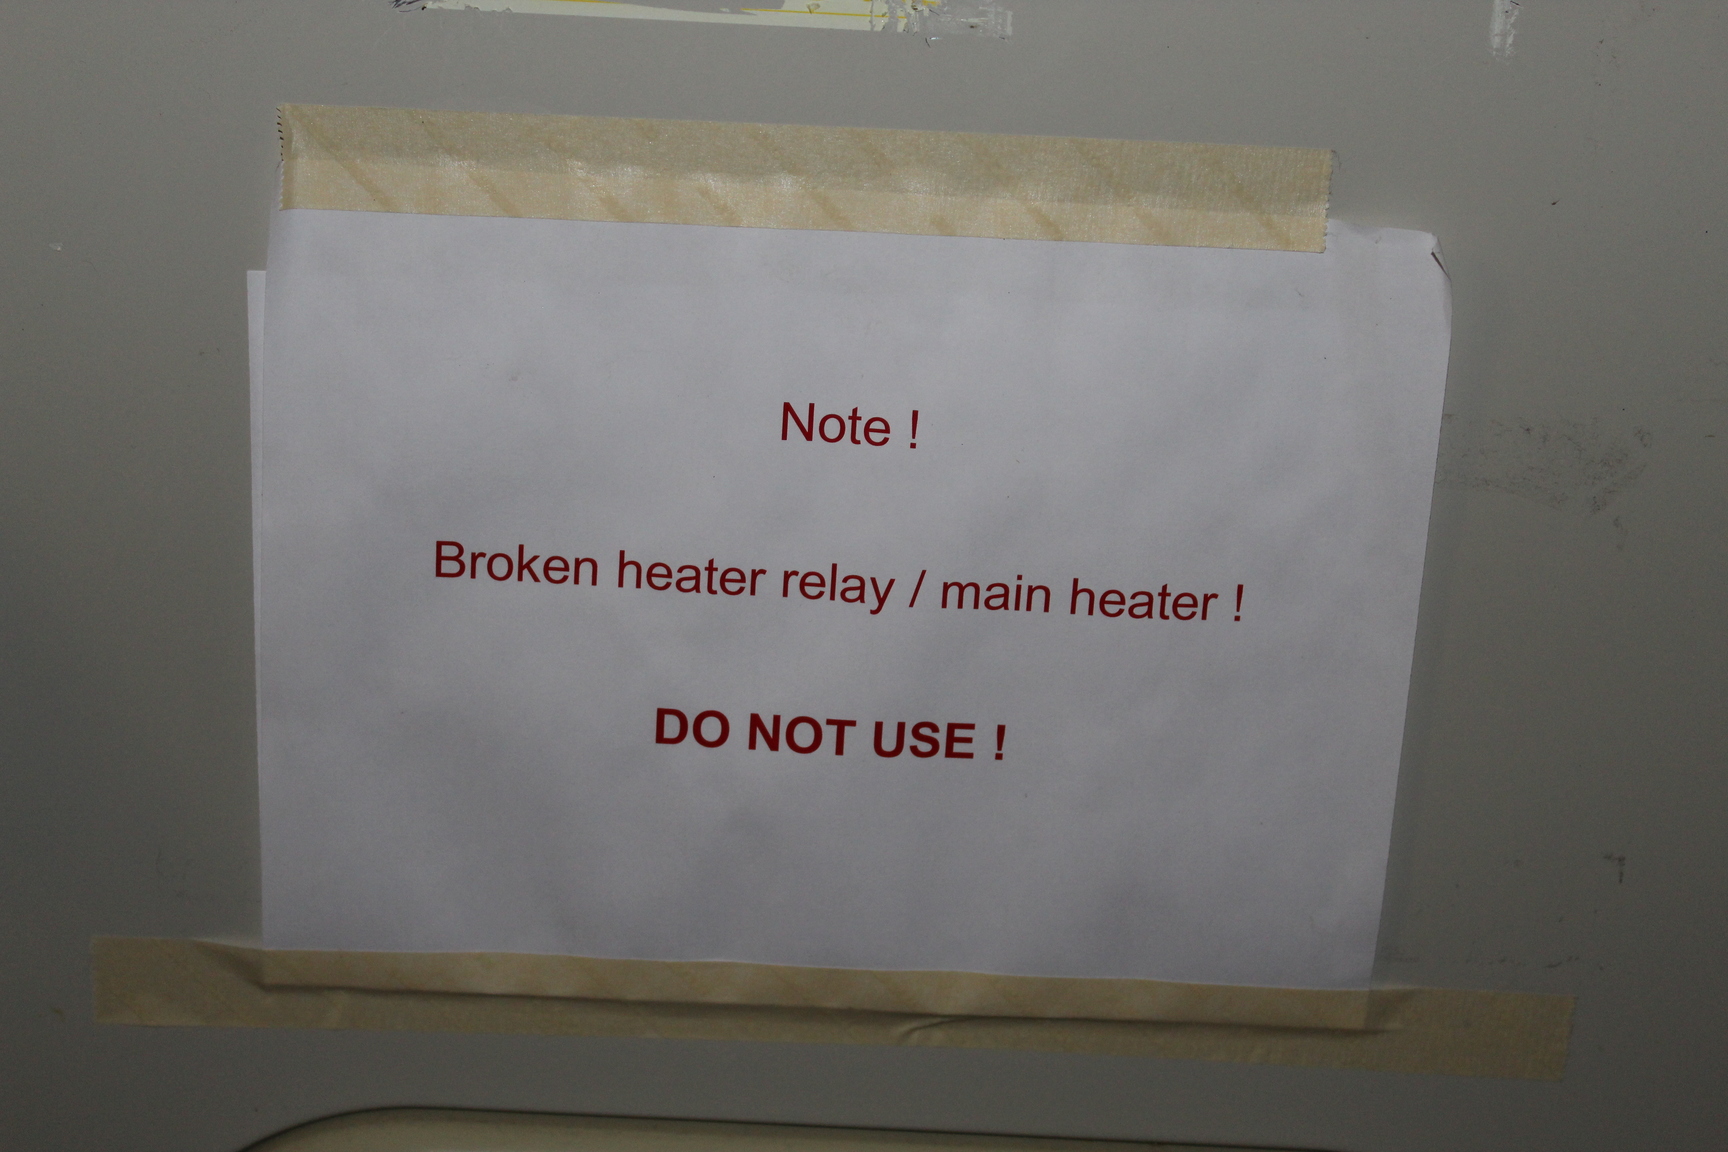 Note !
Broken heater relay / main heater !
DO NOT USE !